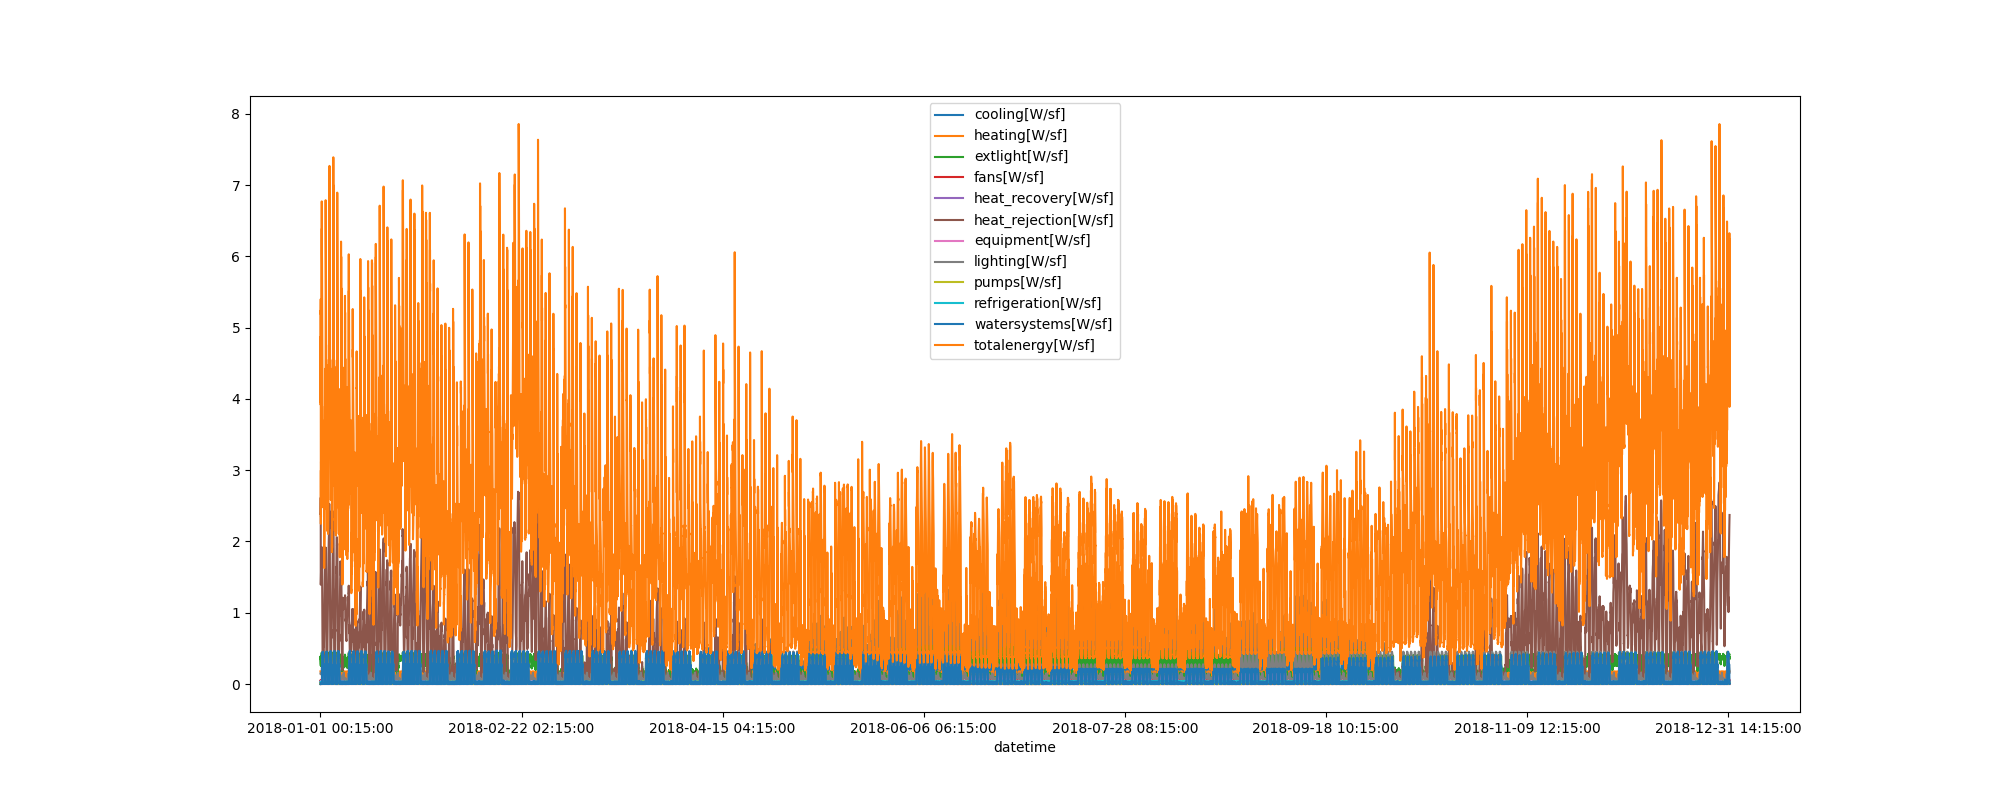 8
7
6
5
4
3
2
1
0
cooling[W/sf]
heating[W/sf]
extlight[W/sf]
fans[W/sf]
heat_recovery[W/sf]
heat_rejection[W/sf]
equipment[W/sf]
lighting[W/sf]
pumps[W/sf]
refrigeration[W/sf]
watersystems[W/sf]
totalenergy[W/sf]
2018-01-01 00:15:00 2018-02-22 02:15:00 2018-04-15 04:15:00 2018-06-06 06:15:00 2018-07-28 08:15:00 2018-09-18 10:15:00 2018-11-09 12:15:00 2018-12-31 14:15:00
datetime